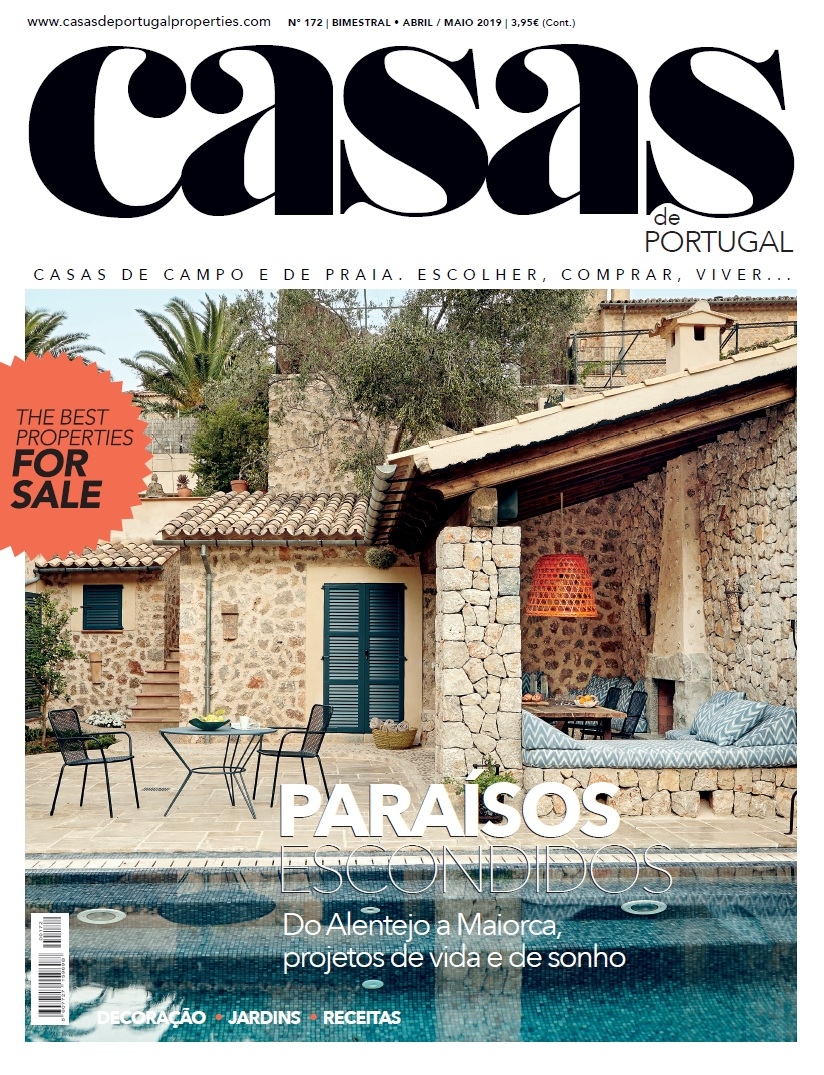 www.casasdeportugalproperties.com N° 172 | BIMESTRAL • ABRIL / MAIO 2019 | 3,95€ (Cont.)
casas
de
PORTUGAL
CASAS DE CAMPO E DE PRAIA. ESCOLHER, COMPRAR, VIVER...
THE BEST
PROPERTIES
FOR
SALE
PARAÍSOS
ESCONDIDOS
Do Alentejo a Maiorca,
projetos de vida e de sonho
00172
DECORAÇÃO • JARDINS • RECEITAS